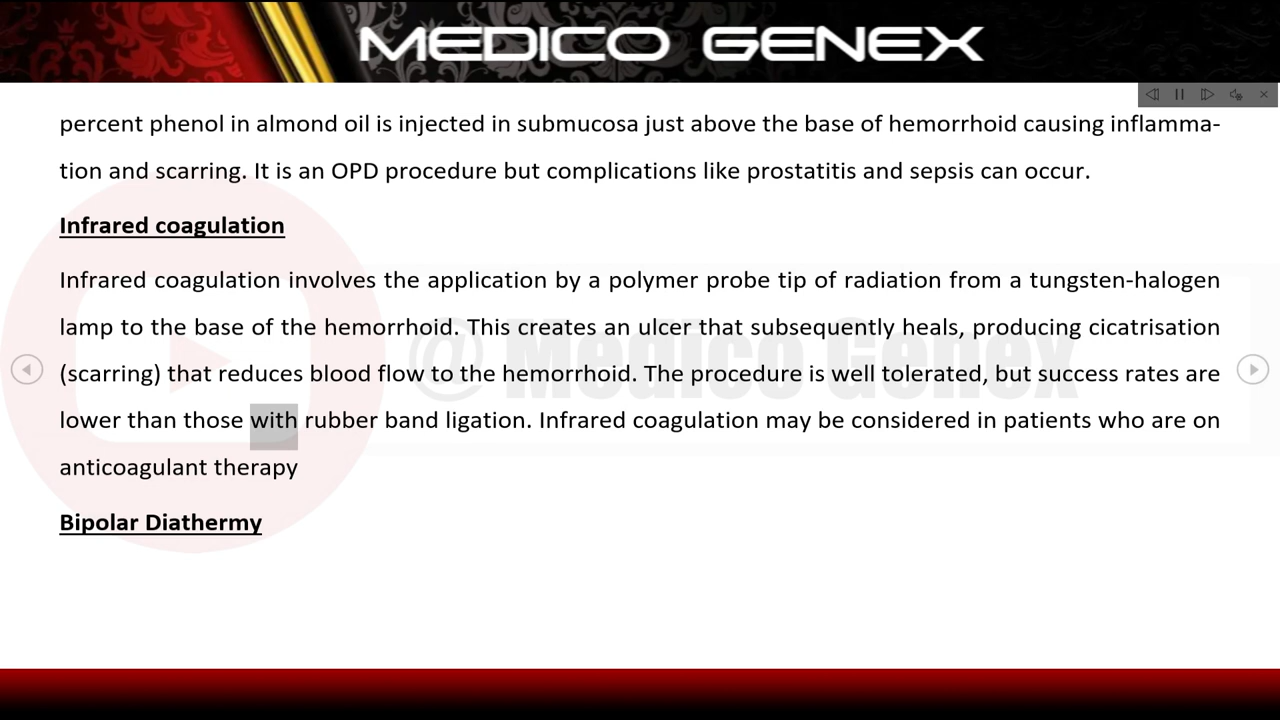 MEDICO GENEX
percent phenol in almond oil is injected in submucosa just above the base of hemorrhoid causing inflamma-
tion and scarring. It is an OPD procedure but complications like prostatitis and sepsis can occur.
Infrared coagulation
Infrared coagulation involves the application by a polymer probe tip of radiation from a tungsten-halogen
lamp to the base of the hemorrhoid. This creates an ulcer that subsequently heals, producing cicatrisation
@ Medico Genex
(scarring) that reduces blood flow to the hemorrhoid. The procedure is well tolerated, but success rates are
lower than those with rubber band ligation. Infrared coagulation may be considered in patients who are on
anticoagulant therapy
Bipolar Diathermy